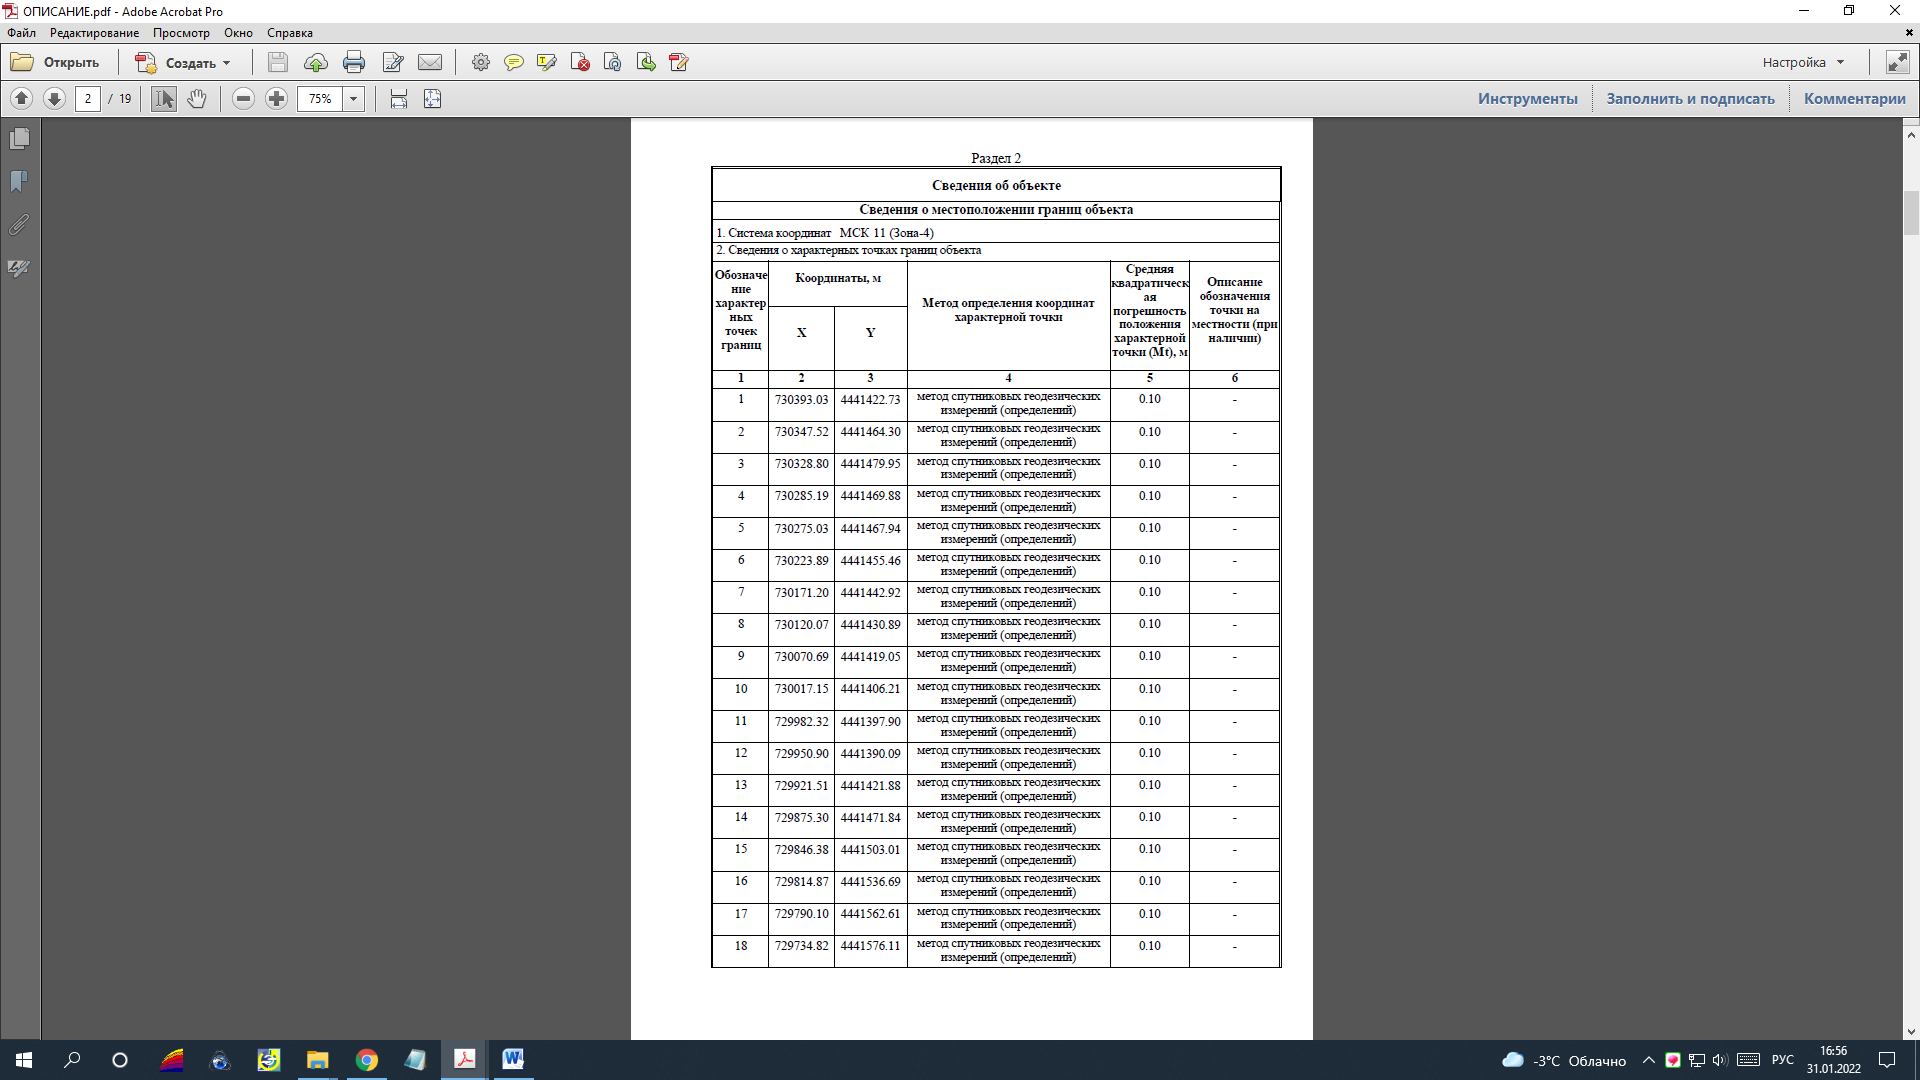 ОПИСАНИЕ.pdf - Adobe Acrobat Pro
Файл Редактирование Просмотр Окно Справка
Открыть Создать Настройка
2 / 19 75% Инструменты Заполнить и подписать Комментарии
Раздел 2
Сведения об объекте
Сведения о местоположении границ объекта
1. Система координат МСК 11 (Зона-4)
2. Сведения о характерных точках границ объекта
Обозначе
ние
характер
ных
точек
границ
Координаты, м
X Y
Метод определения координат
характерной точки
Средняя
квадратическ
ая
погрешность
положения
характерной
точки (Mt), м
Описание
обозначения
точки на
местности (при
наличии)
1 2 3 4 5 6
1 730393.03 4441422.73 метод спутниковых геодезических 0.10 -
измерений (определений)
2 730347.52 4441464.30 метод спутниковых геодезических 0.10 -
измерений (определений)
3 730328.80 4441479.95 метод спутниковых геодезических 0.10 -
измерений (определений)
4 730285.19 4441469.88 метод спутниковых геодезических 0.10 -
измерений (определений)
5 730275.03 4441467.94 метод спутниковых геодезических 0.10 -
измерений (определений)
6 730223.89 4441455.46 метод спутниковых геодезических 0.10 -
измерений (определений)
7 730171.20 4441442.92 метод спутниковых геодезических 0.10 -
измерений (определений)
8 730120.07 4441430.89 метод спутниковых геодезических 0.10 -
измерений (определений)
9 730070.69 4441419.05 метод спутниковых геодезических 0.10 -
измерений (определений)
10 730017.15 4441406.21 метод спутниковых геодезических 0.10 -
измерений (определений)
11 729982.32 4441397.90 метод спутниковых геодезических 0.10 -
измерений (определений)
12 729950.90 4441390.09 метод спутниковых геодезических 0.10 -
измерений (определений)
13 729921.51 4441421.88 метод спутниковых геодезических 0.10 -
измерений (определений)
14 729875.30 4441471.84 метод спутниковых геодезических 0.10 -
измерений (определений)
15 729846.38 4441503.01 метод спутниковых геодезических 0.10 -
измерений (определений)
16 729814.87 4441536.69 метод спутниковых геодезических 0.10 -
измерений (определений)
17 729790.10 4441562.61 метод спутниковых геодезических 0.10 -
измерений (определений)
18 729734.82 4441576.11 метод спутниковых геодезических 0.10 -
измерений (определений)
-3°C Облачно РУС 16:56
31.01.2022